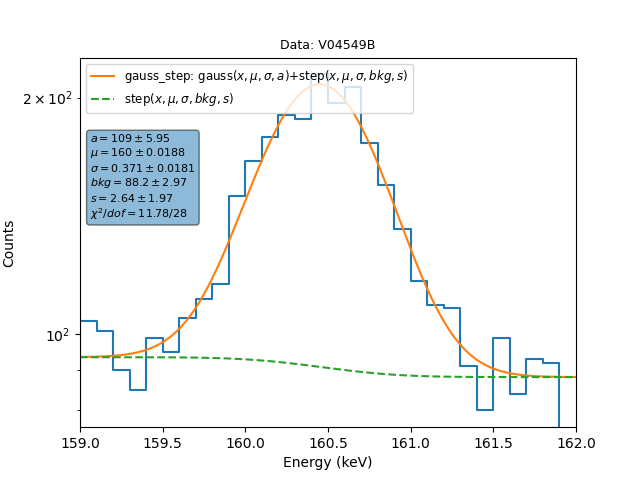 Data: V04549B
gauss_step: gauss(x, μ, σ, a)+step(x, μ, σ, bkg, s)
step(x, μ, σ, bkg, s)
2 × 10²
a = 109 ± 5.95
μ = 160 ± 0.0188
σ = 0.371 ± 0.0181
bkg = 88.2 ± 2.97
s = 2.64 ± 1.97
χ²/dof = 11.78/28
Counts
10²
159.0 159.5 160.0 160.5 161.0 161.5 162.0
Energy (keV)